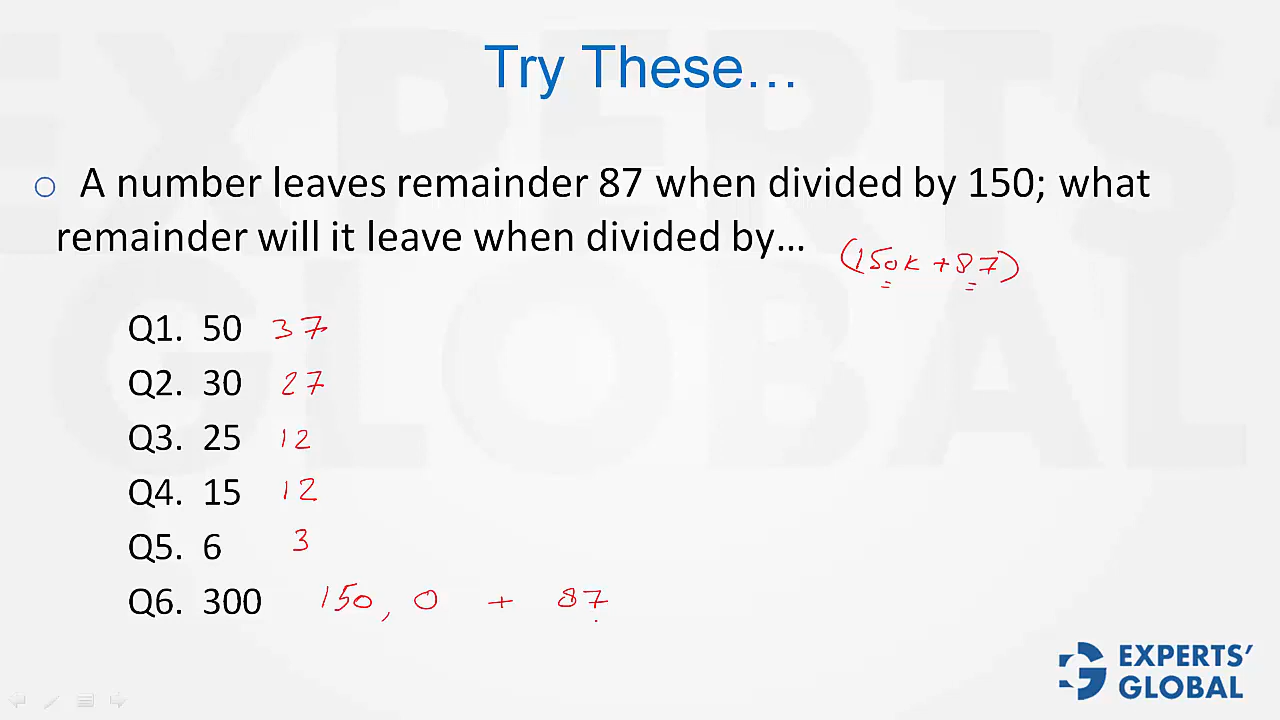 Try These…
A number leaves remainder 87 when divided by 150; what
remainder will it leave when divided by…
(150k + 87)
Q1. 50 37
Q2. 30 27
Q3. 25 12
Q4. 15 12
Q5. 6 3
Q6. 300 150, 0 + 87
EXPERTS'
GLOBAL
EXPERTS'
GLOBAL